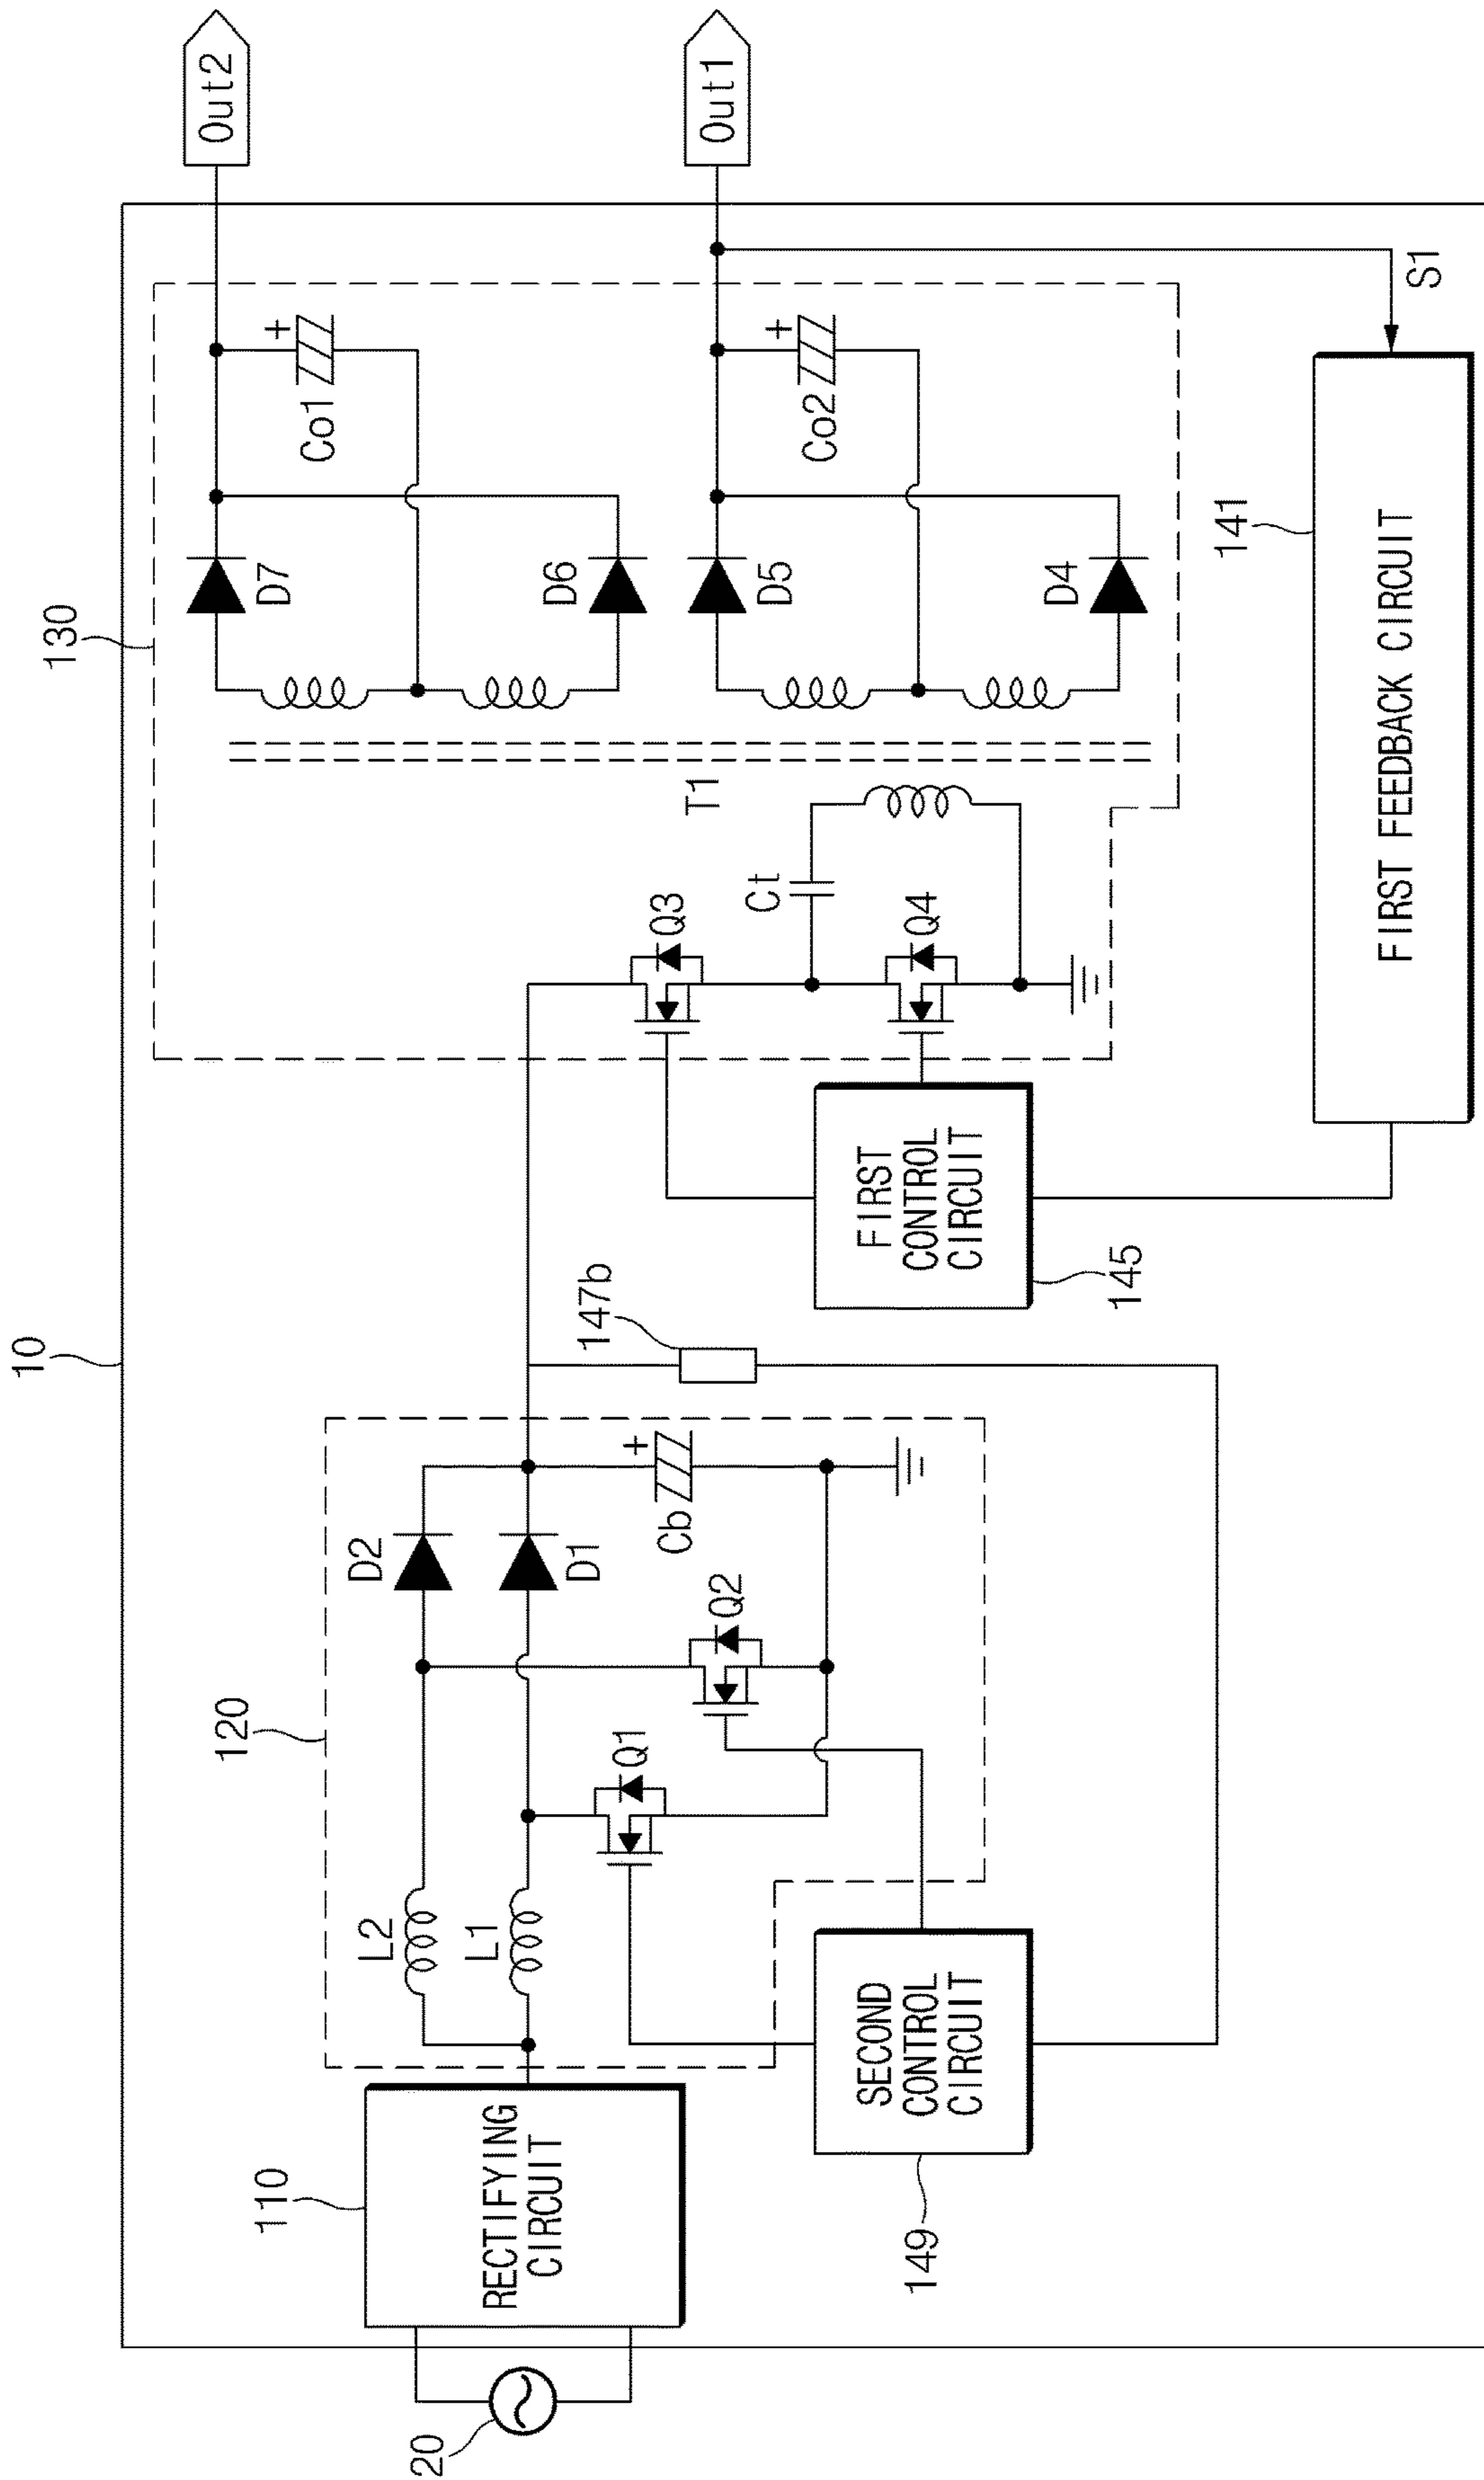 10
20
110
RECTIFYING
CIRCUIT
120
L2
L1
D2
D1
Q1
Q2
Cb
+
SECOND
CONTROL
CIRCUIT
149
147b
130
Q3
Q4
Ct
T1
FIRST
CONTROL
CIRCUIT
145
D7
D6
D5
D4
Co1
+
Co2
+
Out2
Out1
S1
141
FIRST FEEDBACK CIRCUIT